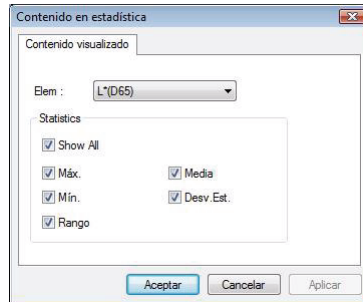 Contenido en estadística
Contenido visualizado
Elem : L*(D65)
Statistics
Show All
Máx. Media
Mín. Desv.Est.
Rango
Aceptar Cancelar Aplicar